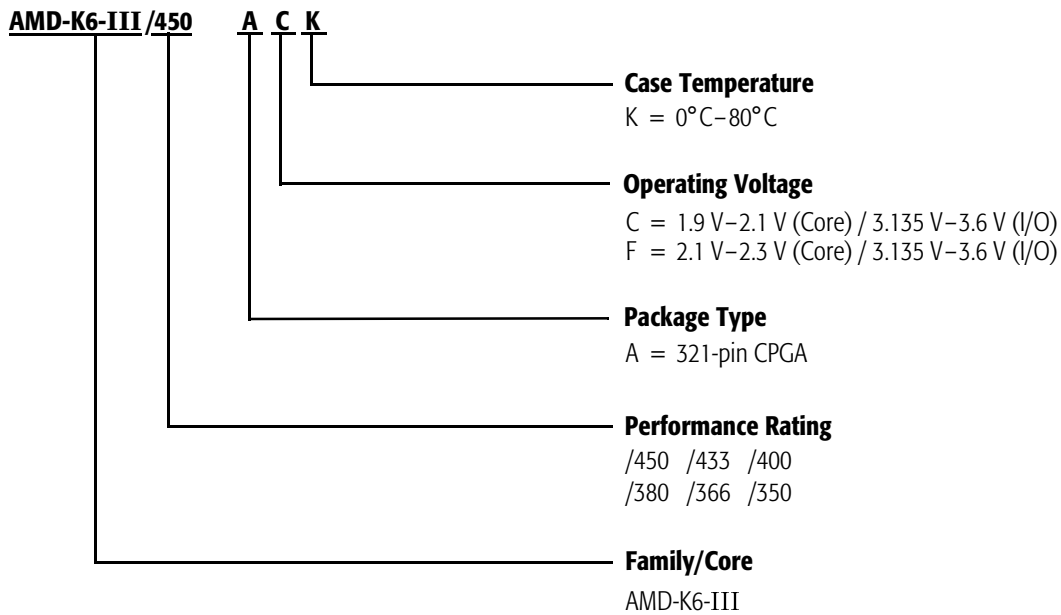 AMD-K6-III /450 A C K
Case Temperature
K = 0°C–80°C
Operating Voltage
C = 1.9 V–2.1 V (Core) / 3.135 V–3.6 V (I/O)
F = 2.1 V–2.3 V (Core) / 3.135 V–3.6 V (I/O)
Package Type
A = 321-pin CPGA
Performance Rating
/450 /433 /400
/380 /366 /350
Family/Core
AMD-K6-III